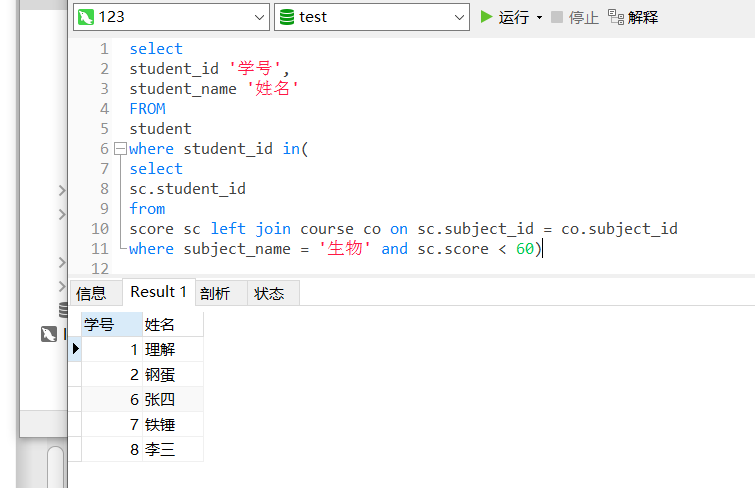 123 test 运行 停止 解释
1 select
2 student_id '学号',
3 student_name '姓名'
4 FROM
5 student
6 where student_id in(
7 select
8 sc.student_id
9 from
10 score sc left join course co on sc.subject_id = co.subject_id
11 where subject_name = '生物' and sc.score < 60)
12
信息 Result 1 剖析 状态
学号 姓名
1 理解
2 钢蛋
6 张四
7 铁锤
8 李三